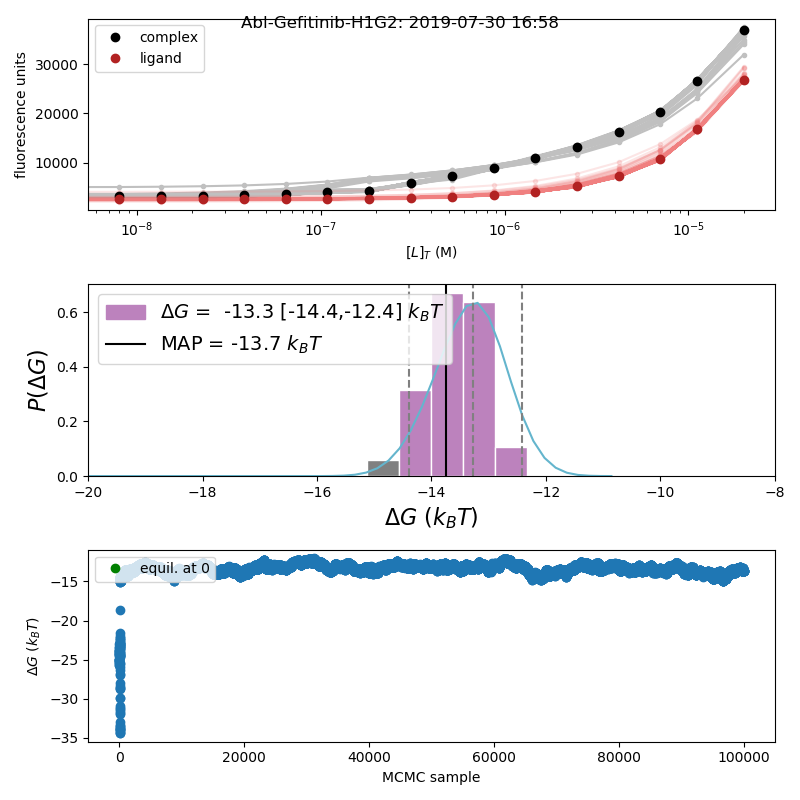 Abl-Gefitinib-H1G2: 2019-07-30 16:58
complex
ligand
fluorescence units
30000
20000
10000
10⁻⁸ 10⁻⁷ 10⁻⁶ 10⁻⁵
[L]T (M)
ΔG = -13.3 [-14.4,-12.4] kBT
MAP = -13.7 kBT
P(ΔG)
0.6
0.4
0.2
0.0
−20 −18 −16 −14 −12 −10 −8
ΔG (kBT)
equil. at 0
ΔG (kBT)
−15
−20
−25
−30
−35
0 20000 40000 60000 80000 100000
MCMC sample